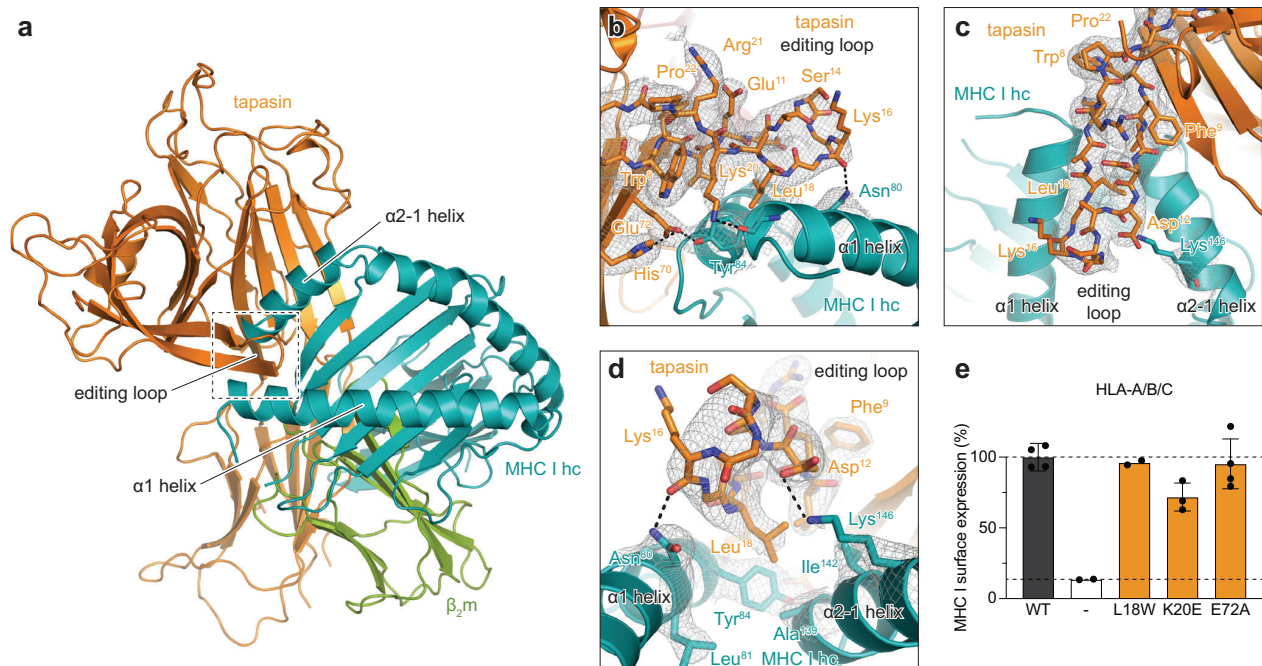 a
tapasin
α2-1 helix
editing loop
α1 helix
MHC I hc
β₂m
b
tapasin
editing loop
Arg²¹
Pro²²
Glu¹¹
Ser¹⁴
Lys¹⁶
Trp⁸
Lys²⁰
Leu¹⁸
Asn⁸⁰
Glu⁷²
α1 helix
His⁷⁰
Tyr⁸⁴
MHC I hc
c
tapasin
Pro²²
Trp⁸
MHC I hc
Phe⁹
Leu¹⁸
Asp¹²
Lys¹⁶
Lys¹⁴⁶
α1 helix
editing
loop
α2-1 helix
d
tapasin
editing loop
Phe⁹
Lys¹⁶
Asp¹²
Lys¹⁴⁶
Leu¹⁸
Asn⁸⁰
Ile¹⁴²
α1 helix
α2-1 helix
Tyr⁸⁴
Ala¹³⁹
Leu⁸¹
MHC I hc
e
HLA-A/B/C
MHC I surface expression (%)
100
50
0
WT
-
L18W
K20E
E72A